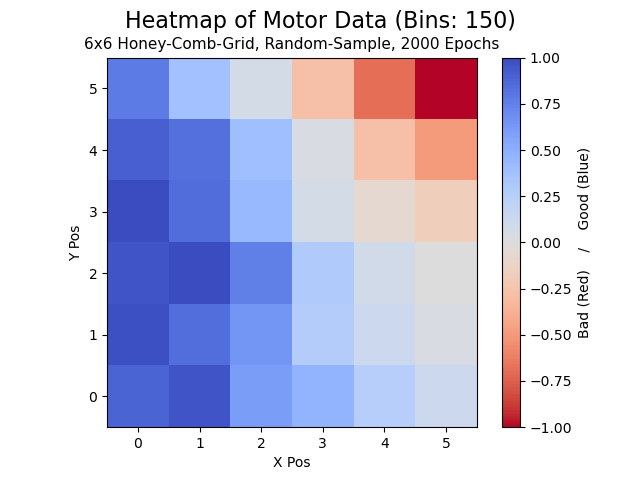 Heatmap of Motor Data (Bins: 150)
6x6 Honey-Comb-Grid, Random-Sample, 2000 Epochs
Y Pos
5
4
3
2
1
0
0 1 2 3 4 5
X Pos
1.00
0.75
0.50
0.25
0.00
−0.25
−0.50
−0.75
−1.00
Bad (Red) / Good (Blue)